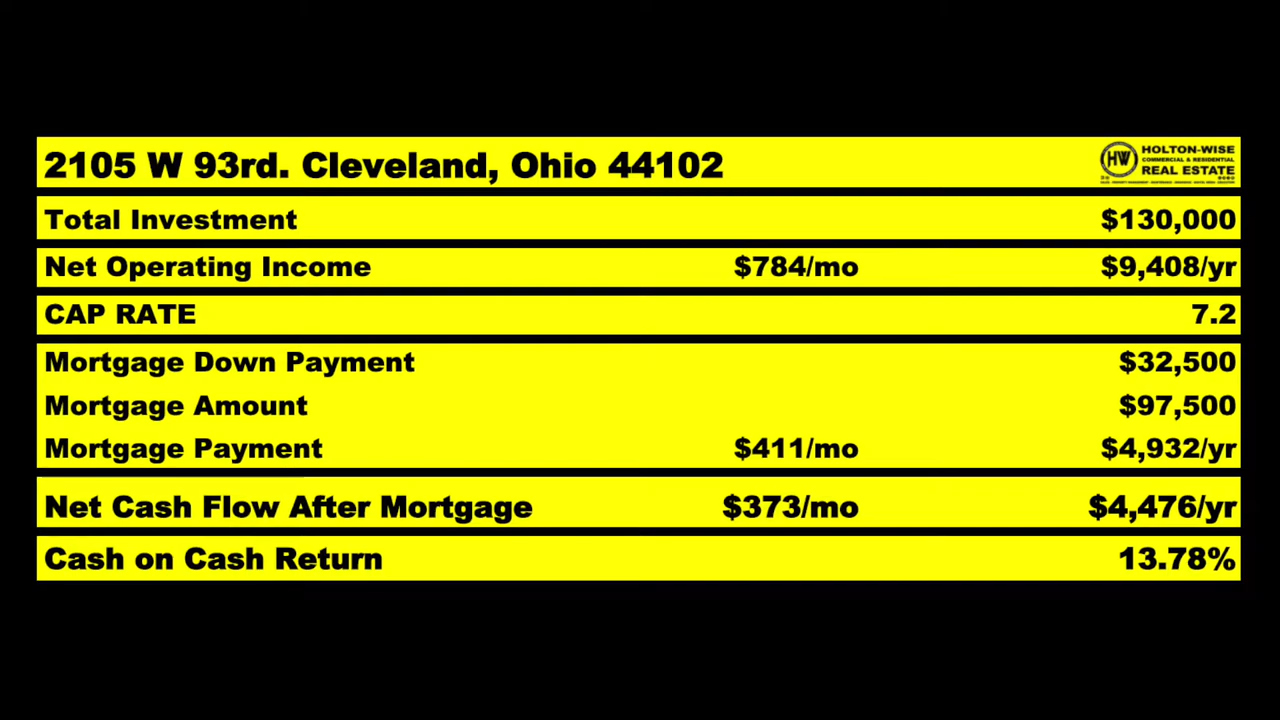 2105 W 93rd. Cleveland, Ohio 44102
HW
HOLTON-WISE
COMMERCIAL & RESIDENTIAL
REAL ESTATE
Total Investment $130,000
Net Operating Income $784/mo $9,408/yr
CAP RATE 7.2
Mortgage Down Payment $32,500
Mortgage Amount $97,500
Mortgage Payment $411/mo $4,932/yr
Net Cash Flow After Mortgage $373/mo $4,476/yr
Cash on Cash Return 13.78%